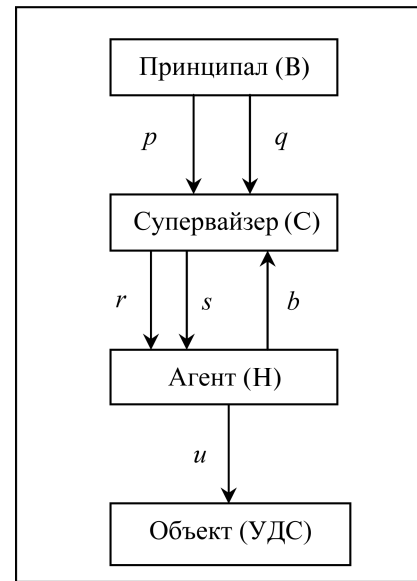 Принципал (В)
p q
Супервайзер (С)
r s b
Агент (Н)
u
Объект (УДС)